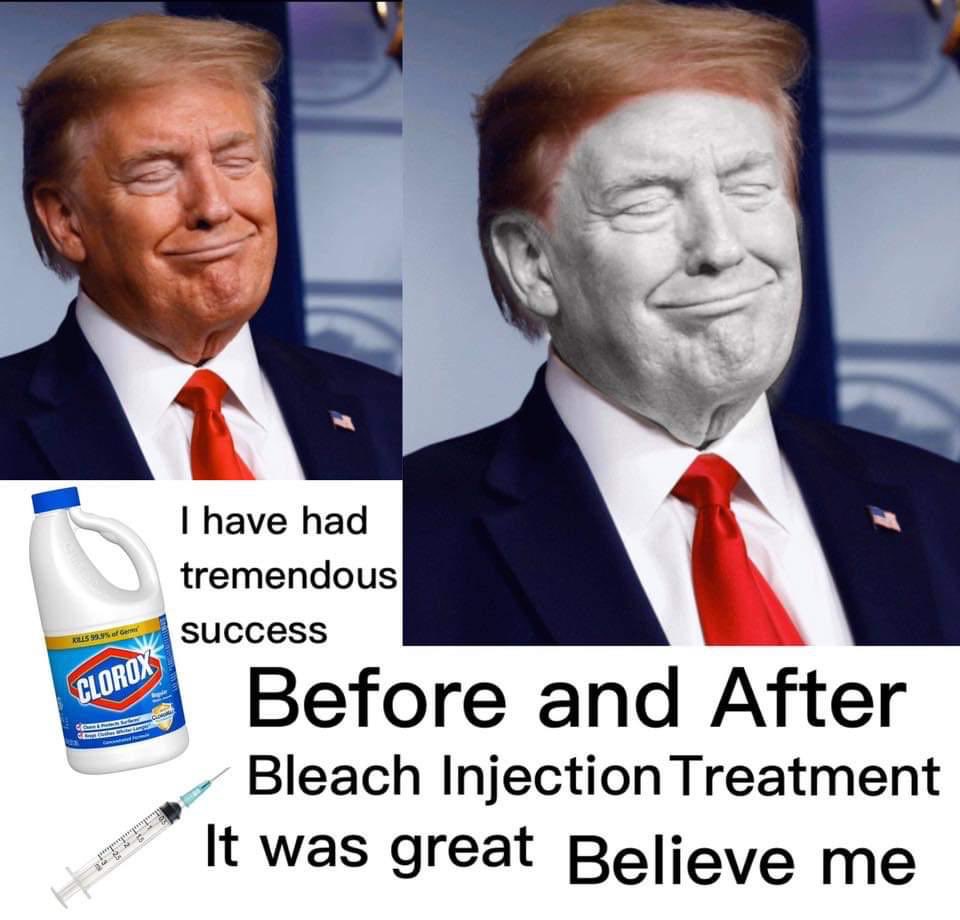 I have had
tremendous
success
KILLS 99.9% of Germs
CLOROX
Regular
Before and After
Bleach Injection Treatment
It was great Believe me